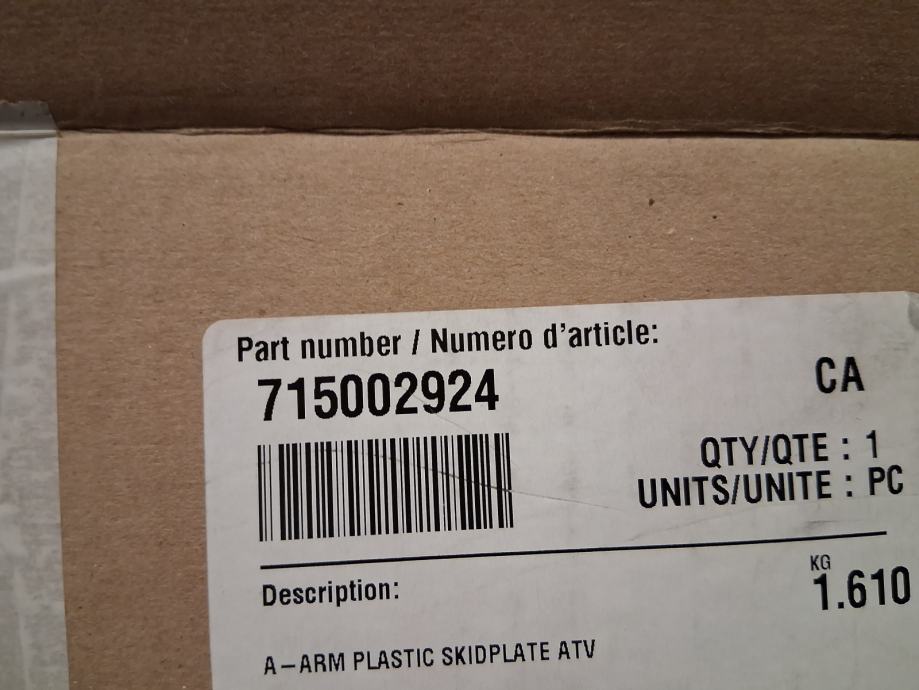 Part number / Numero d'article:
715002924
CA
QTY/QTE : 1
UNITS/UNITE : PC
Description:
KG
1.610
A-ARM PLASTIC SKIDPLATE ATV